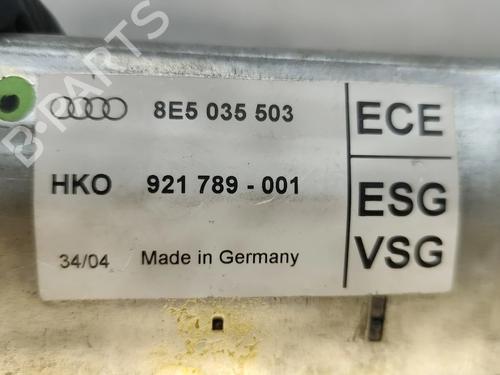 8E5 035 503
ECE
HKO 921 789 - 001
ESG
VSG
34/04 Made in Germany
B-PARTS